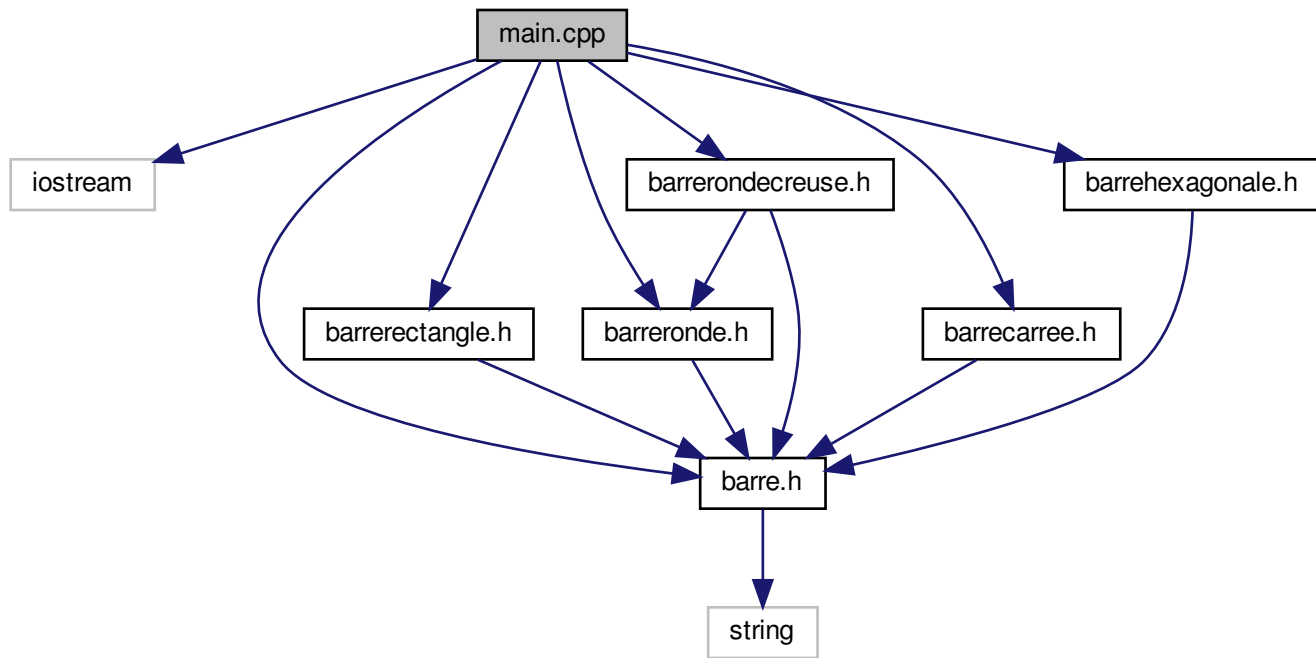 main.cpp
iostream
barrerondecreuse.h
barrehexagonale.h
barrerectangle.h
barreronde.h
barrecarree.h
barre.h
string